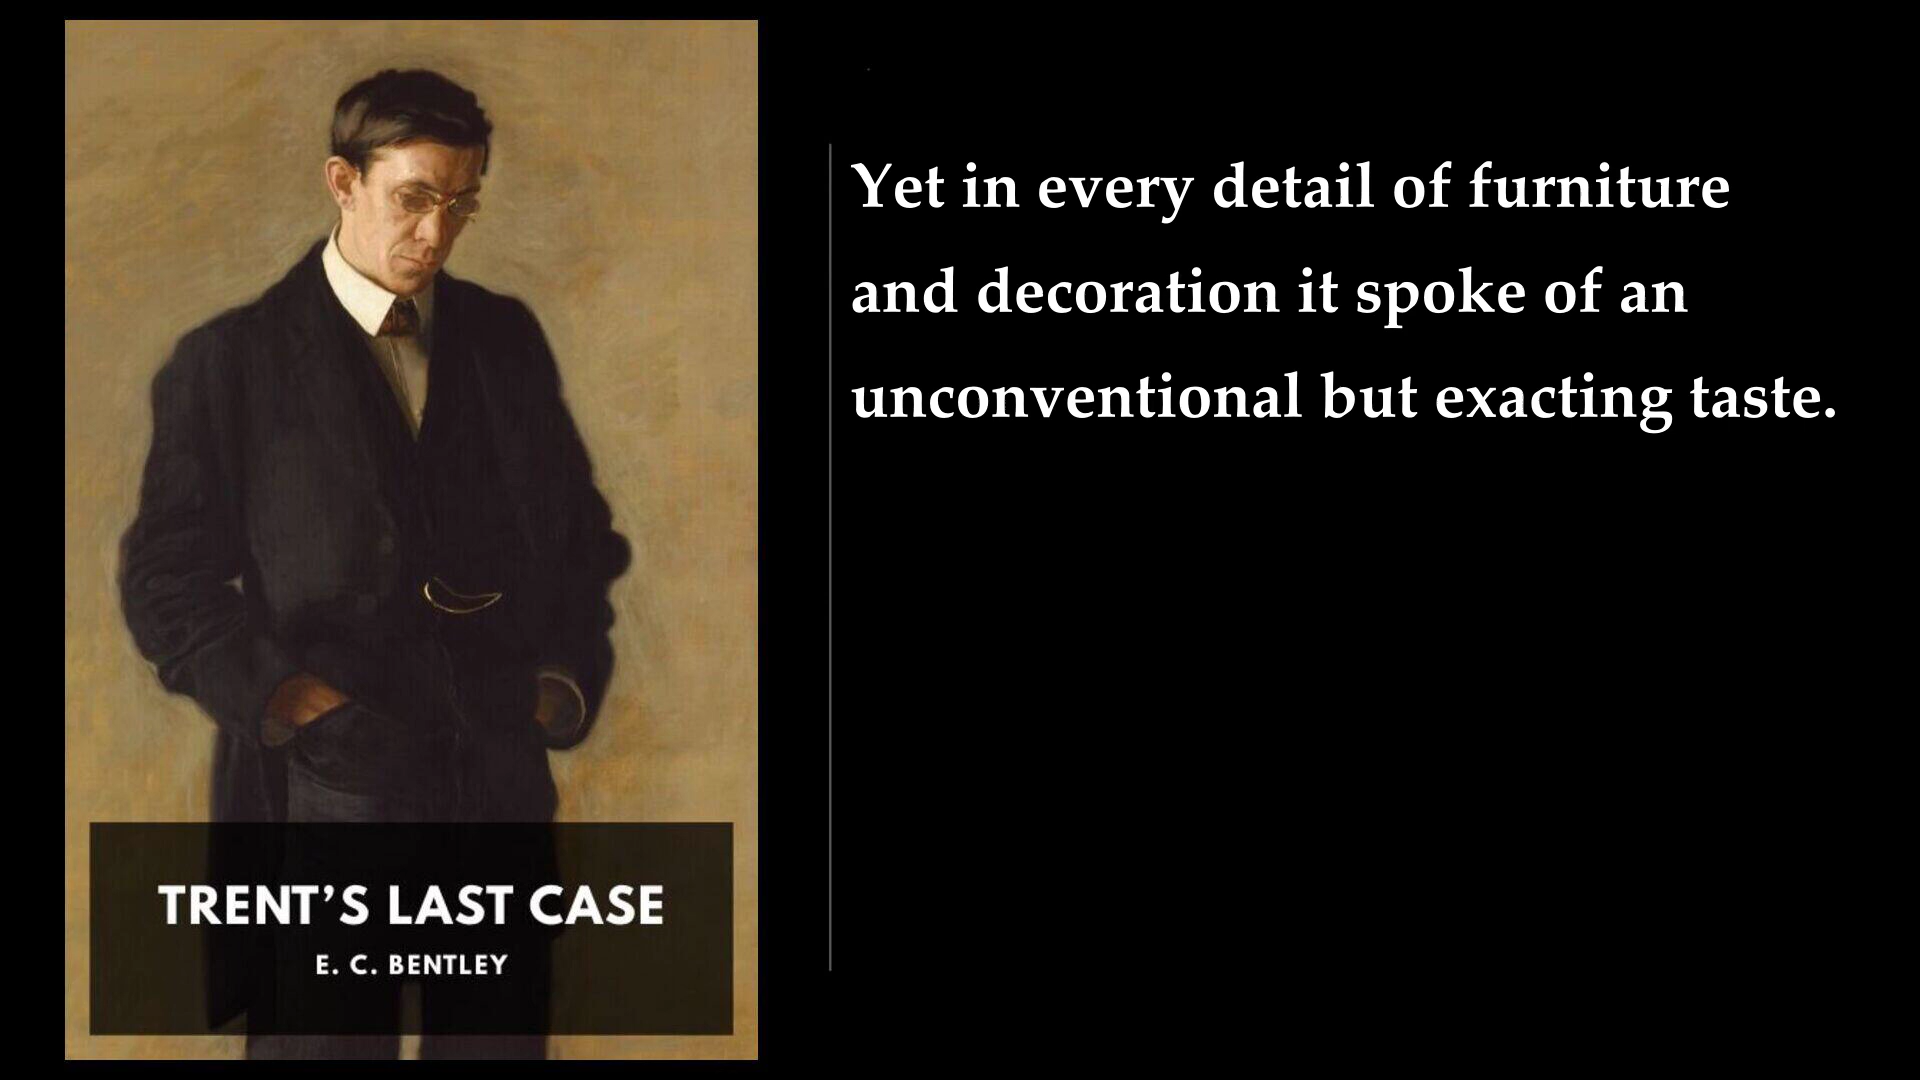 Yet in every detail of furniture
and decoration it spoke of an
unconventional but exacting taste.
TRENT’S LAST CASE
E. C. BENTLEY